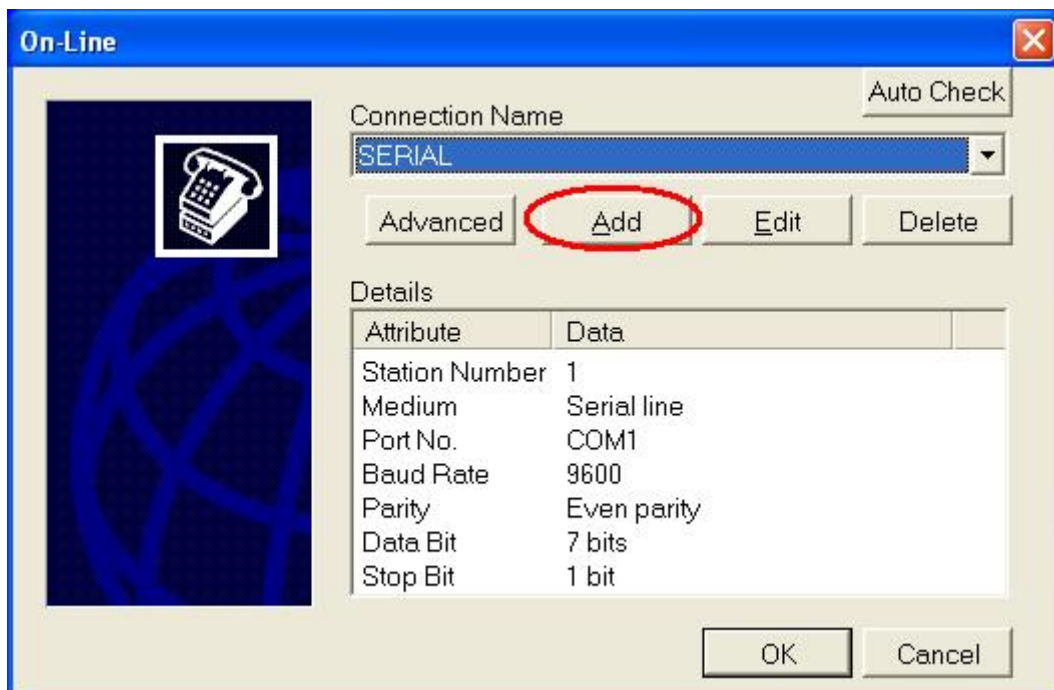 On-Line
Auto Check
Connection Name
SERIAL
Advanced Add Edit Delete
Details
Attribute Data
Station Number 1
Medium Serial line
Port No. COM1
Baud Rate 9600
Parity Even parity
Data Bit 7 bits
Stop Bit 1 bit
OK Cancel